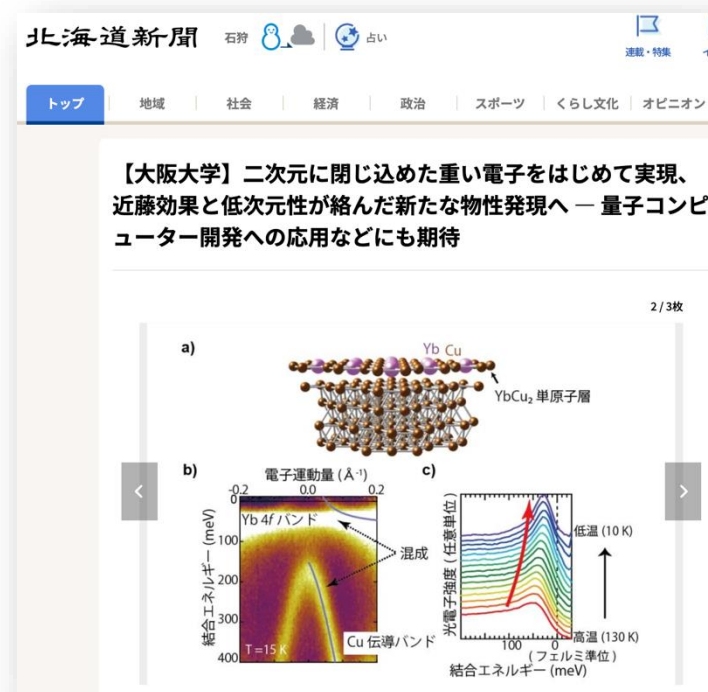 北海道新聞
石狩
占い
連載・特集
トップ
地域
社会
経済
政治
スポーツ
くらし文化
オピニオン
【大阪大学】二次元に閉じ込めた重い電子をはじめて実現、
近藤効果と低次元性が絡んだ新たな物性発現へ — 量子コンピ
ューター開発への応用などにも期待
2 / 3枚
a)
Yb Cu
YbCu₂ 単原子層
b)
電子運動量 (Å⁻¹)
-0.2 0.0 0.2
0
100
200
300
400
結合エネルギー (meV)
Yb 4f バンド
混成
Cu 伝導バンド
T=15 K
c)
光電子強度 (任意単位)
低温 (10 K)
高温 (130 K)
100 0
(フェルミ準位)
結合エネルギー (meV)